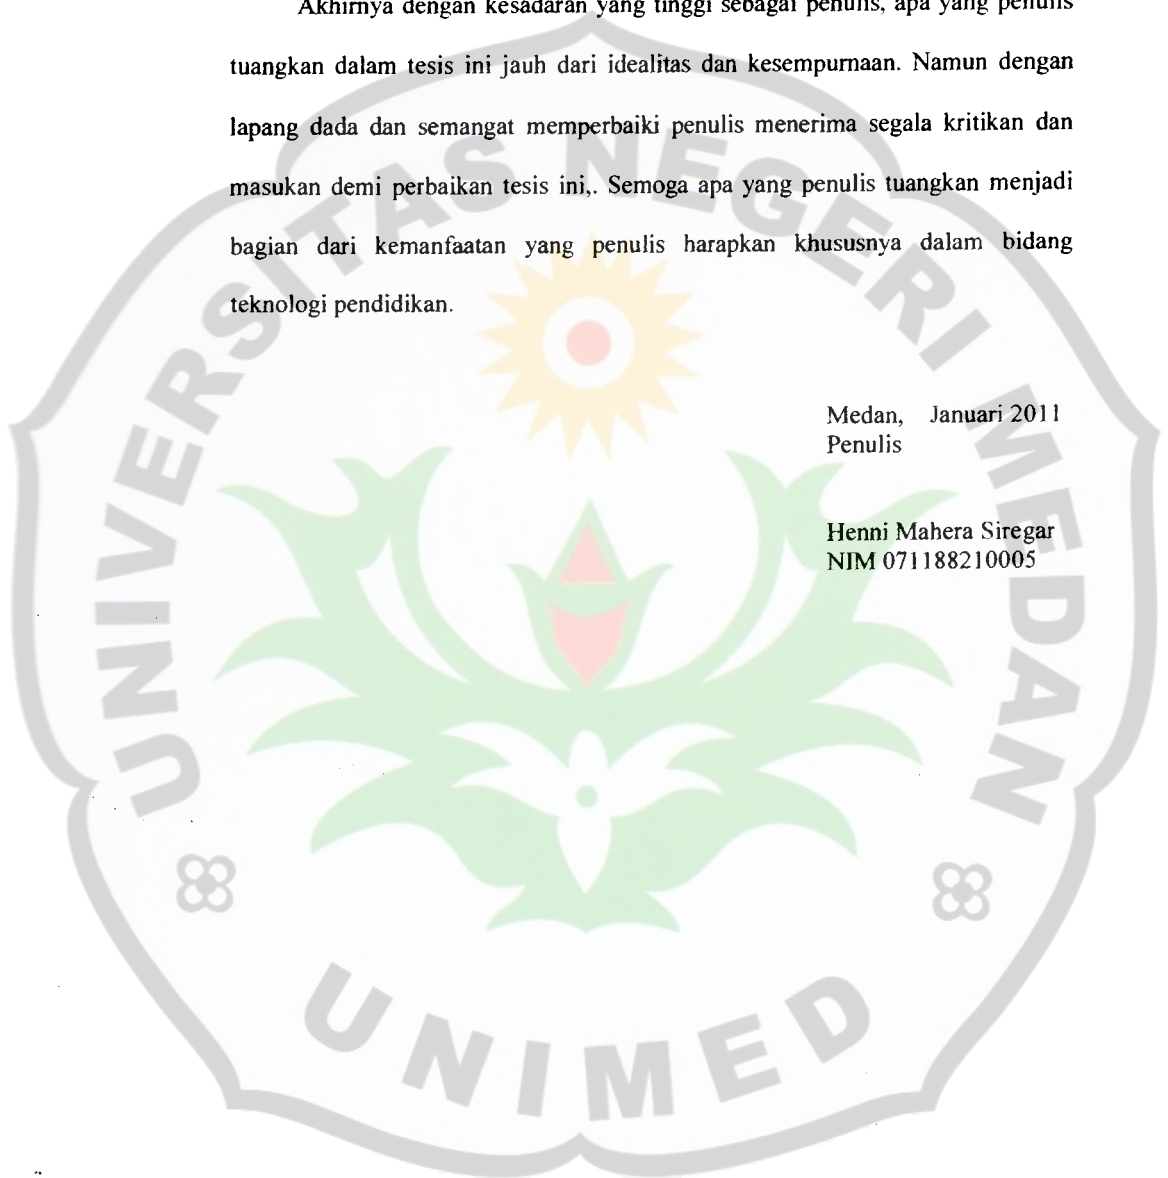 Akhirnya dengan kesadaran yang tinggi sebagai penulis, apa yang penulis
tuangkan dalam tesis ini jauh dari idealitas dan kesempurnaan. Namun dengan
lapang dada dan semangat memperbaiki penulis menerima segala kritikan dan
masukan demi perbaikan tesis ini,. Semoga apa yang penulis tuangkan menjadi
bagian dari kemanfaatan yang penulis harapkan khususnya dalam bidang
teknologi pendidikan.
Medan, Januari 2011
Penulis
Henni Mahera Siregar
NIM 071188210005
UNIVERSITAS NEGERI MEDAN
UNIMED